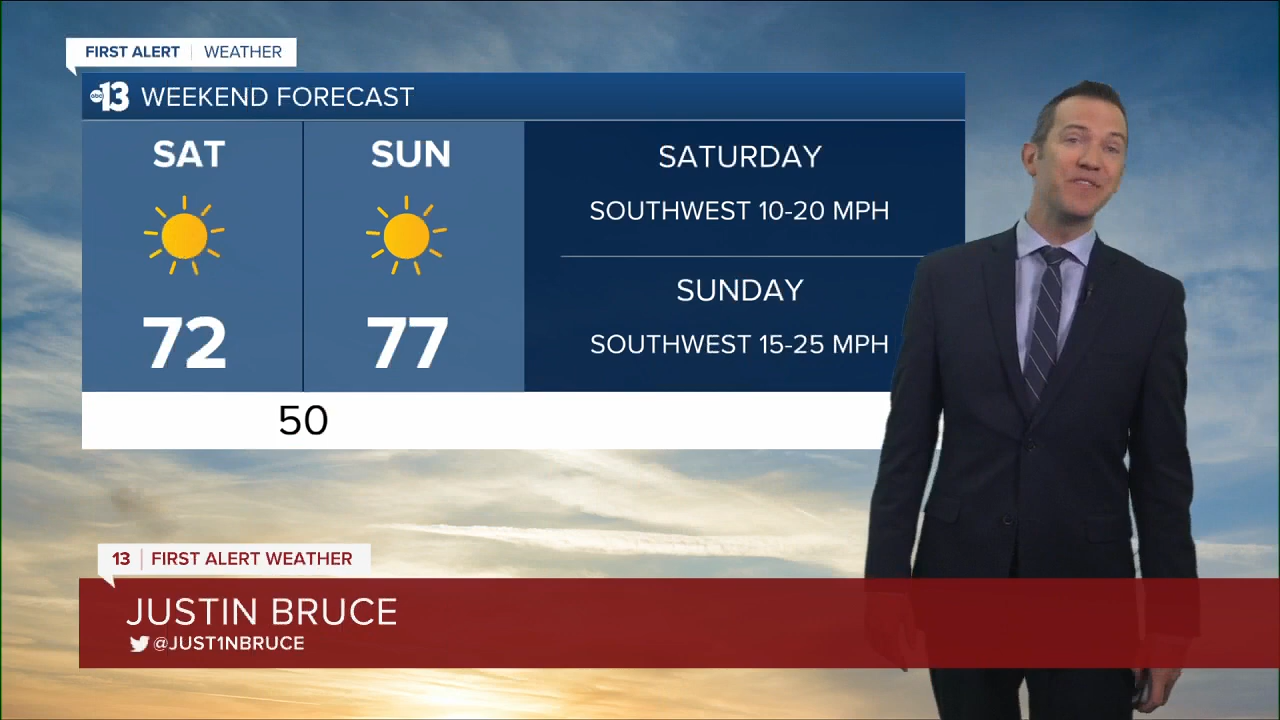 FIRST ALERT | WEATHER
abc 13 WEEKEND FORECAST
SAT
SUN
72
77
SATURDAY
SOUTHWEST 10-20 MPH
SUNDAY
SOUTHWEST 15-25 MPH
50
13 | FIRST ALERT WEATHER
JUSTIN BRUCE
@JUST1NBRUCE